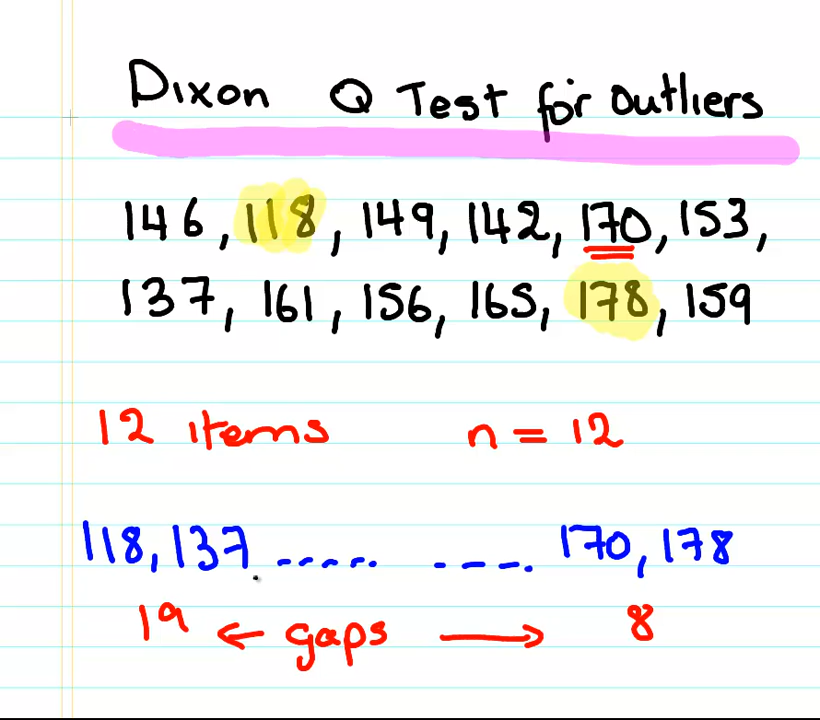 Dixon Q Test for outliers
146, 118, 149, 142, 170, 153,
137, 161, 156, 165, 178, 159
12 items n = 12
118, 137 ..... ----. 170, 178
19 ← gaps → 8